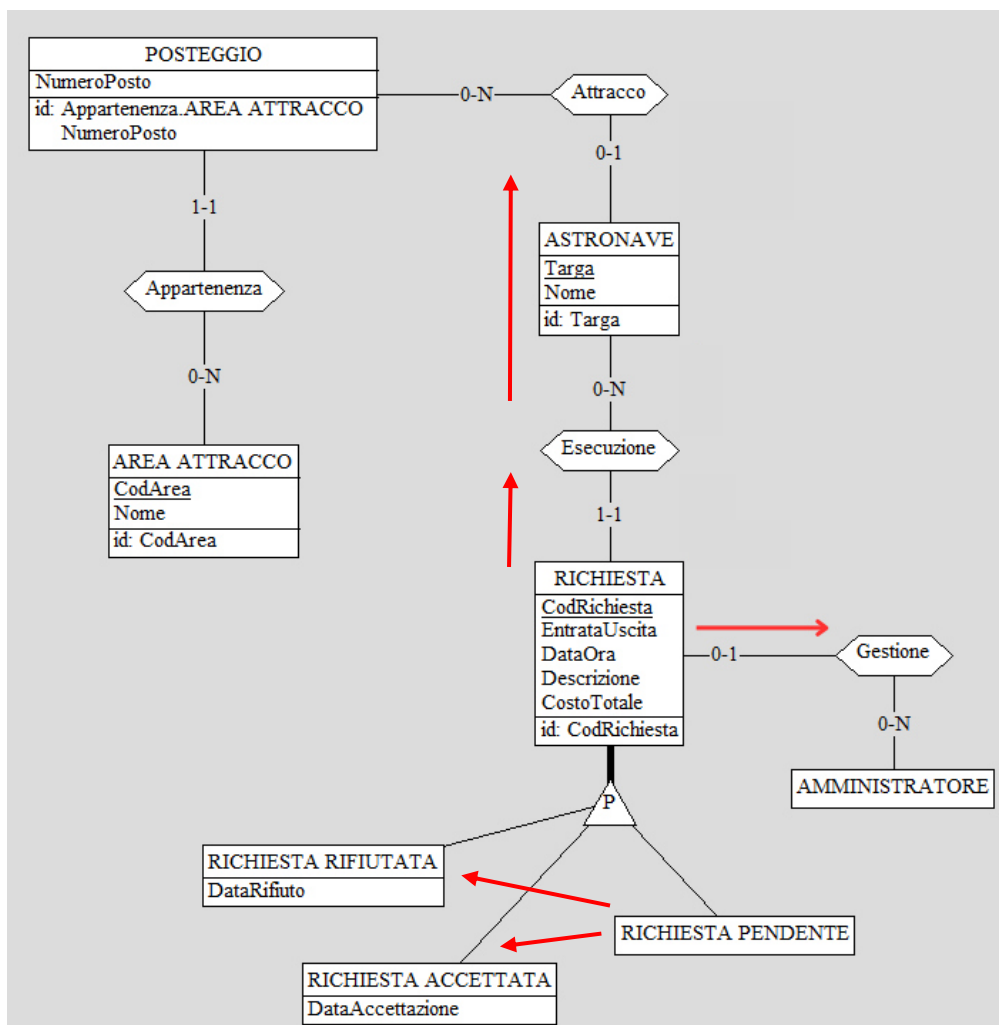 POSTEGGIO
NumeroPosto
id: Appartenenza.AREA ATTRACCO
NumeroPosto
0-N
Attracco
0-1
1-1
ASTRONAVE
Targa
Nome
id: Targa
Appartenenza
0-N
0-N
Esecuzione
AREA ATTRACCO
CodArea
Nome
id: CodArea
1-1
RICHIESTA
CodRichiesta
EntrataUscita
DataOra
Descrizione
CostoTotale
id: CodRichiesta
0-1
Gestione
0-N
AMMINISTRATORE
P
RICHIESTA RIFIUTATA
DataRifiuto
RICHIESTA PENDENTE
RICHIESTA ACCETTATA
DataAccettazione